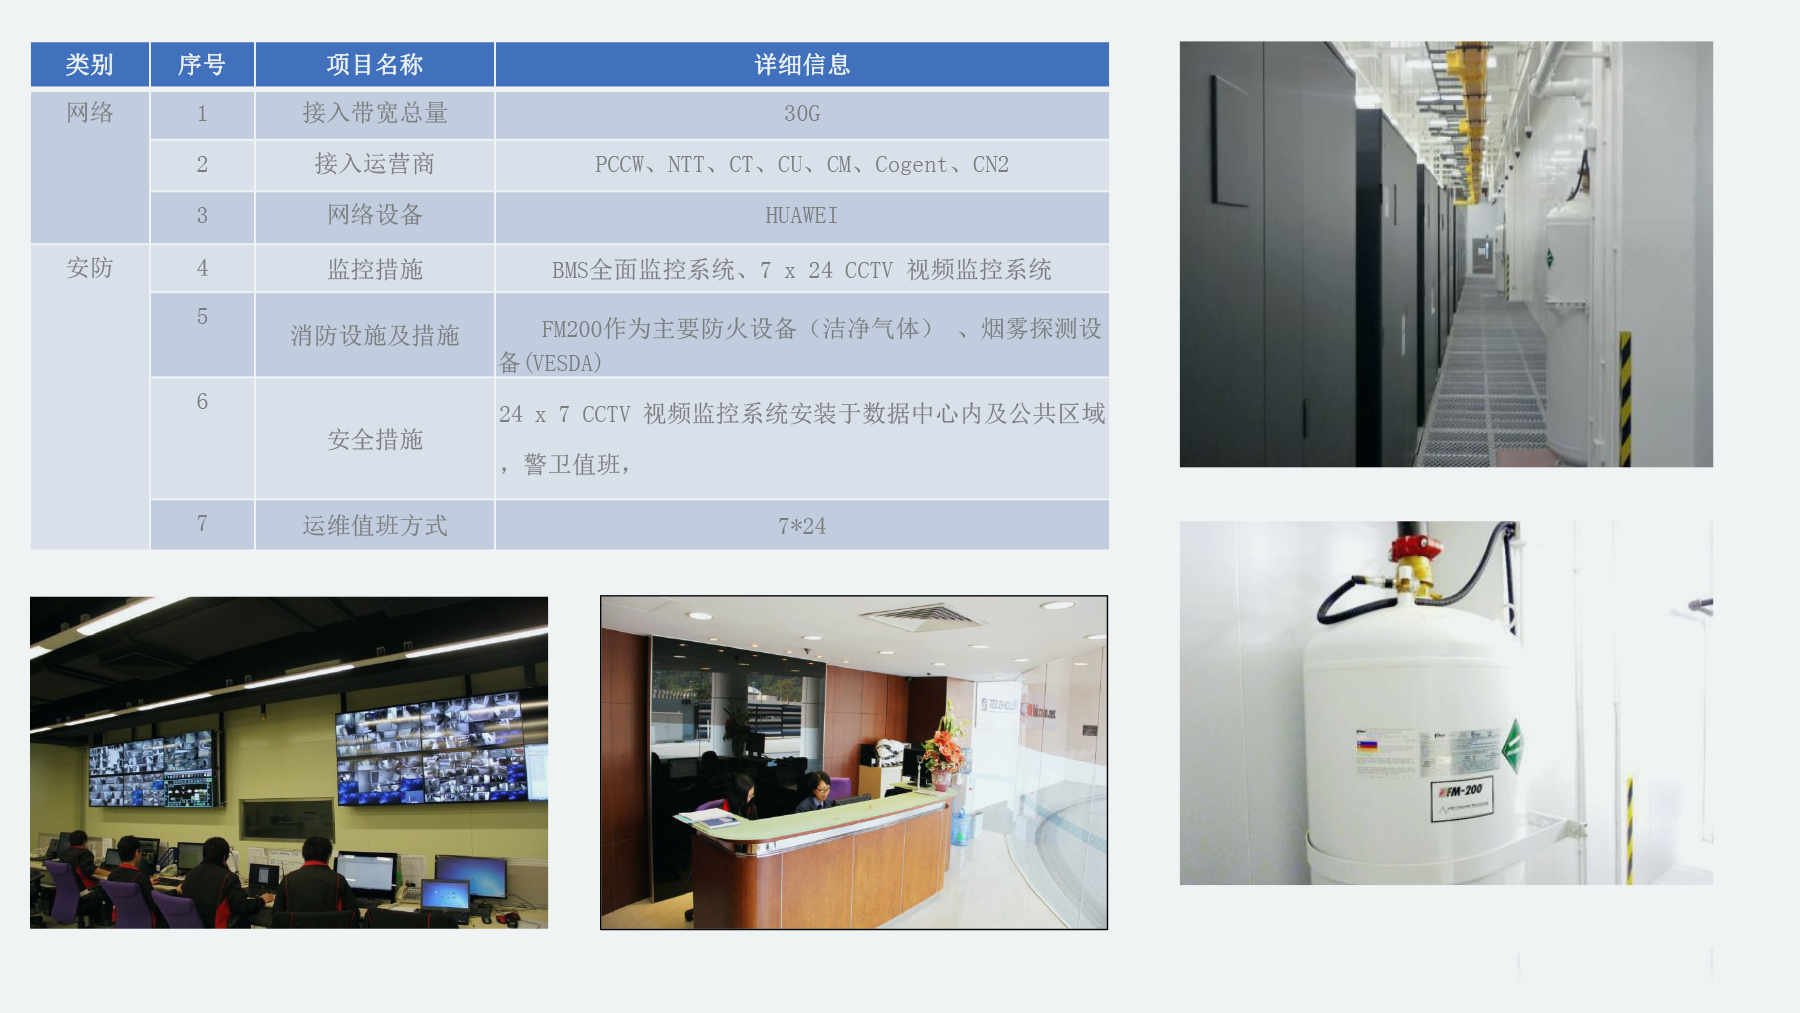 类别 序号 项目名称 详细信息
网络 1 接入带宽总量 30G
2 接入运营商 PCCW、NTT、CT、CU、CM、Cogent、CN2
3 网络设备 HUAWEI
安防 4 监控措施 BMS全面监控系统、7 x 24 CCTV 视频监控系统
5 消防设施及措施 FM200作为主要防火设备（洁净气体） 、烟雾探测设
备(VESDA)
6 安全措施 24 x 7 CCTV 视频监控系统安装于数据中心内及公共区域
，警卫值班，
7 运维值班方式 7*24
FM-200